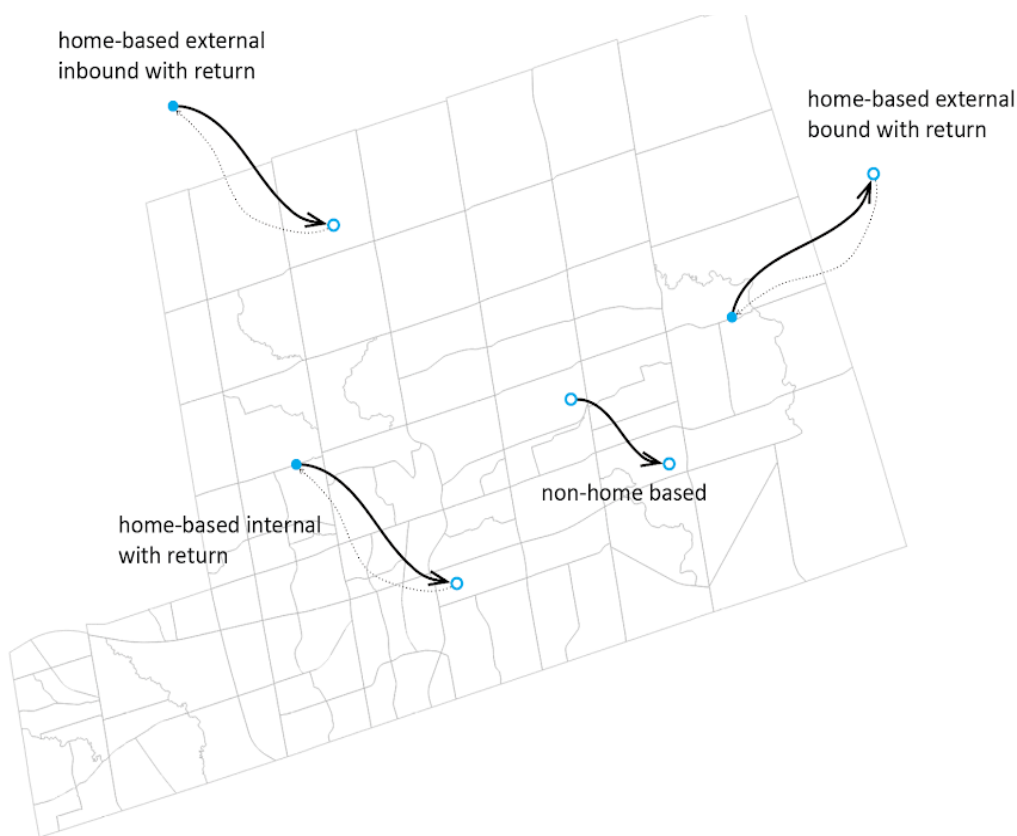 home-based external
inbound with return
home-based external
bound with return
non-home based
home-based internal
with return